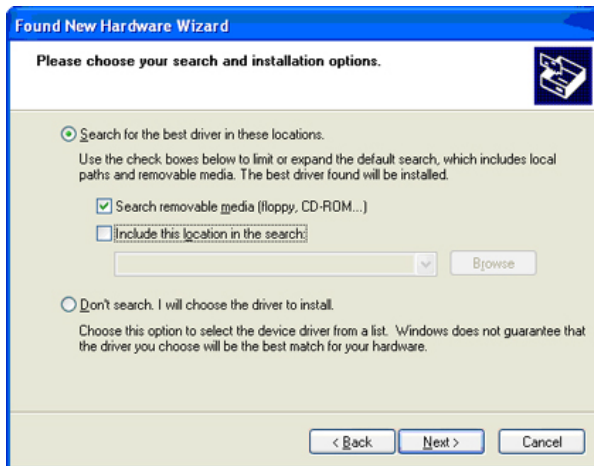 Found New Hardware Wizard
Please choose your search and installation options.
Search for the best driver in these locations.
Use the check boxes below to limit or expand the default search, which includes local
paths and removable media. The best driver found will be installed.
Search removable media (floppy, CD-ROM...)
Include this location in the search:
Browse
Don't search. I will choose the driver to install.
Choose this option to select the device driver from a list. Windows does not guarantee that
the driver you choose will be the best match for your hardware.
< Back Next > Cancel